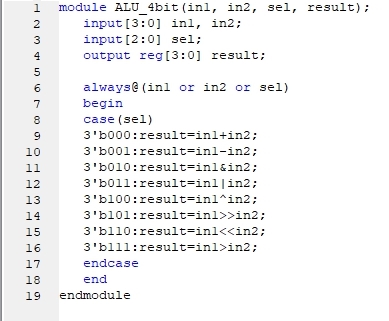 1 module ALU_4bit(in1, in2, sel, result);
2 input[3:0] in1, in2;
3 input[2:0] sel;
4 output reg[3:0] result;
5
6 always@(in1 or in2 or sel)
7 begin
8 case(sel)
9 3'b000:result=in1+in2;
10 3'b001:result=in1-in2;
11 3'b010:result=in1&in2;
12 3'b011:result=in1|in2;
13 3'b100:result=in1^in2;
14 3'b101:result=in1>>in2;
15 3'b110:result=in1<<in2;
16 3'b111:result=in1>in2;
17 endcase
18 end
19 endmodule